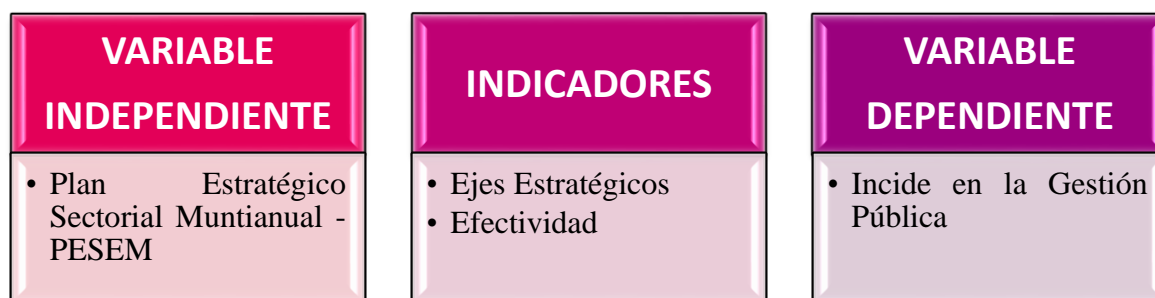 VARIABLE
INDEPENDIENTE
• Plan Estratégico
Sectorial Muntianual -
PESEM
INDICADORES
• Ejes Estratégicos
• Efectividad
VARIABLE
DEPENDIENTE
• Incide en la Gestión
Pública